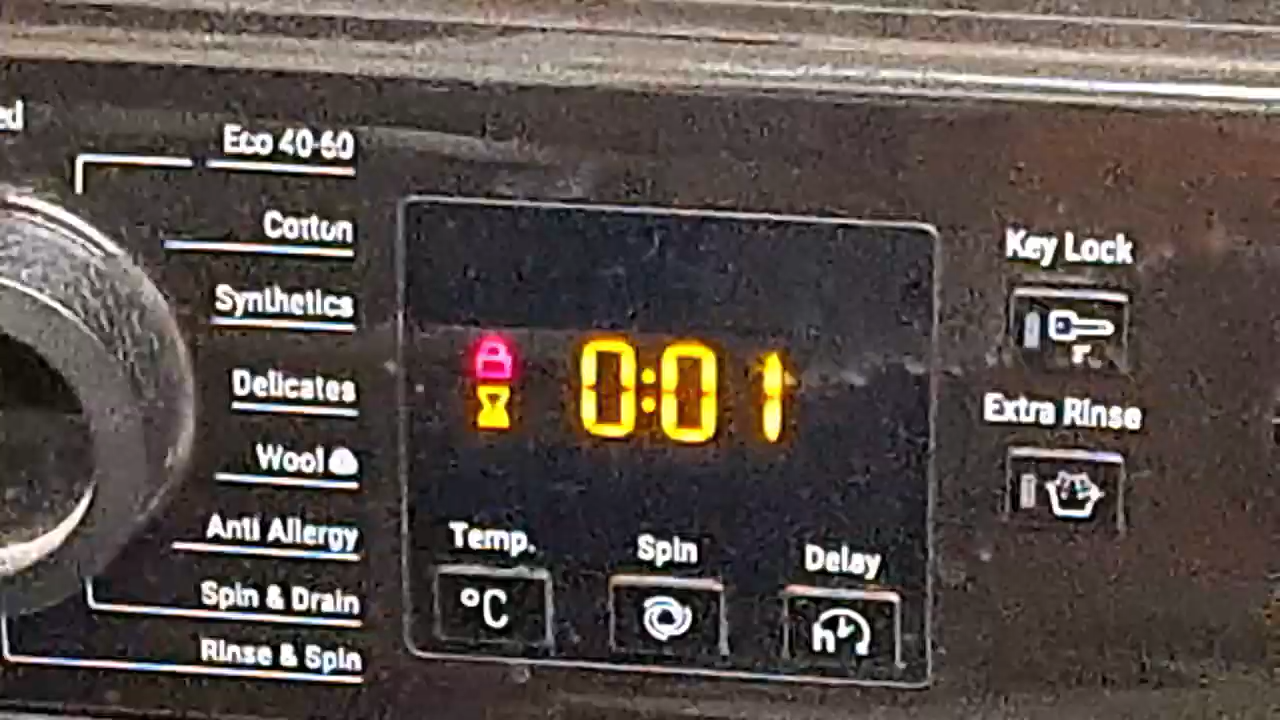 ed
Eco 40-60
Cotton
Synthetics
Delicates
Wool
Anti Allergy
Spin & Drain
Rinse & Spin
0:01
Temp.
°C
Spin
Delay
h
Key Lock
Extra Rinse